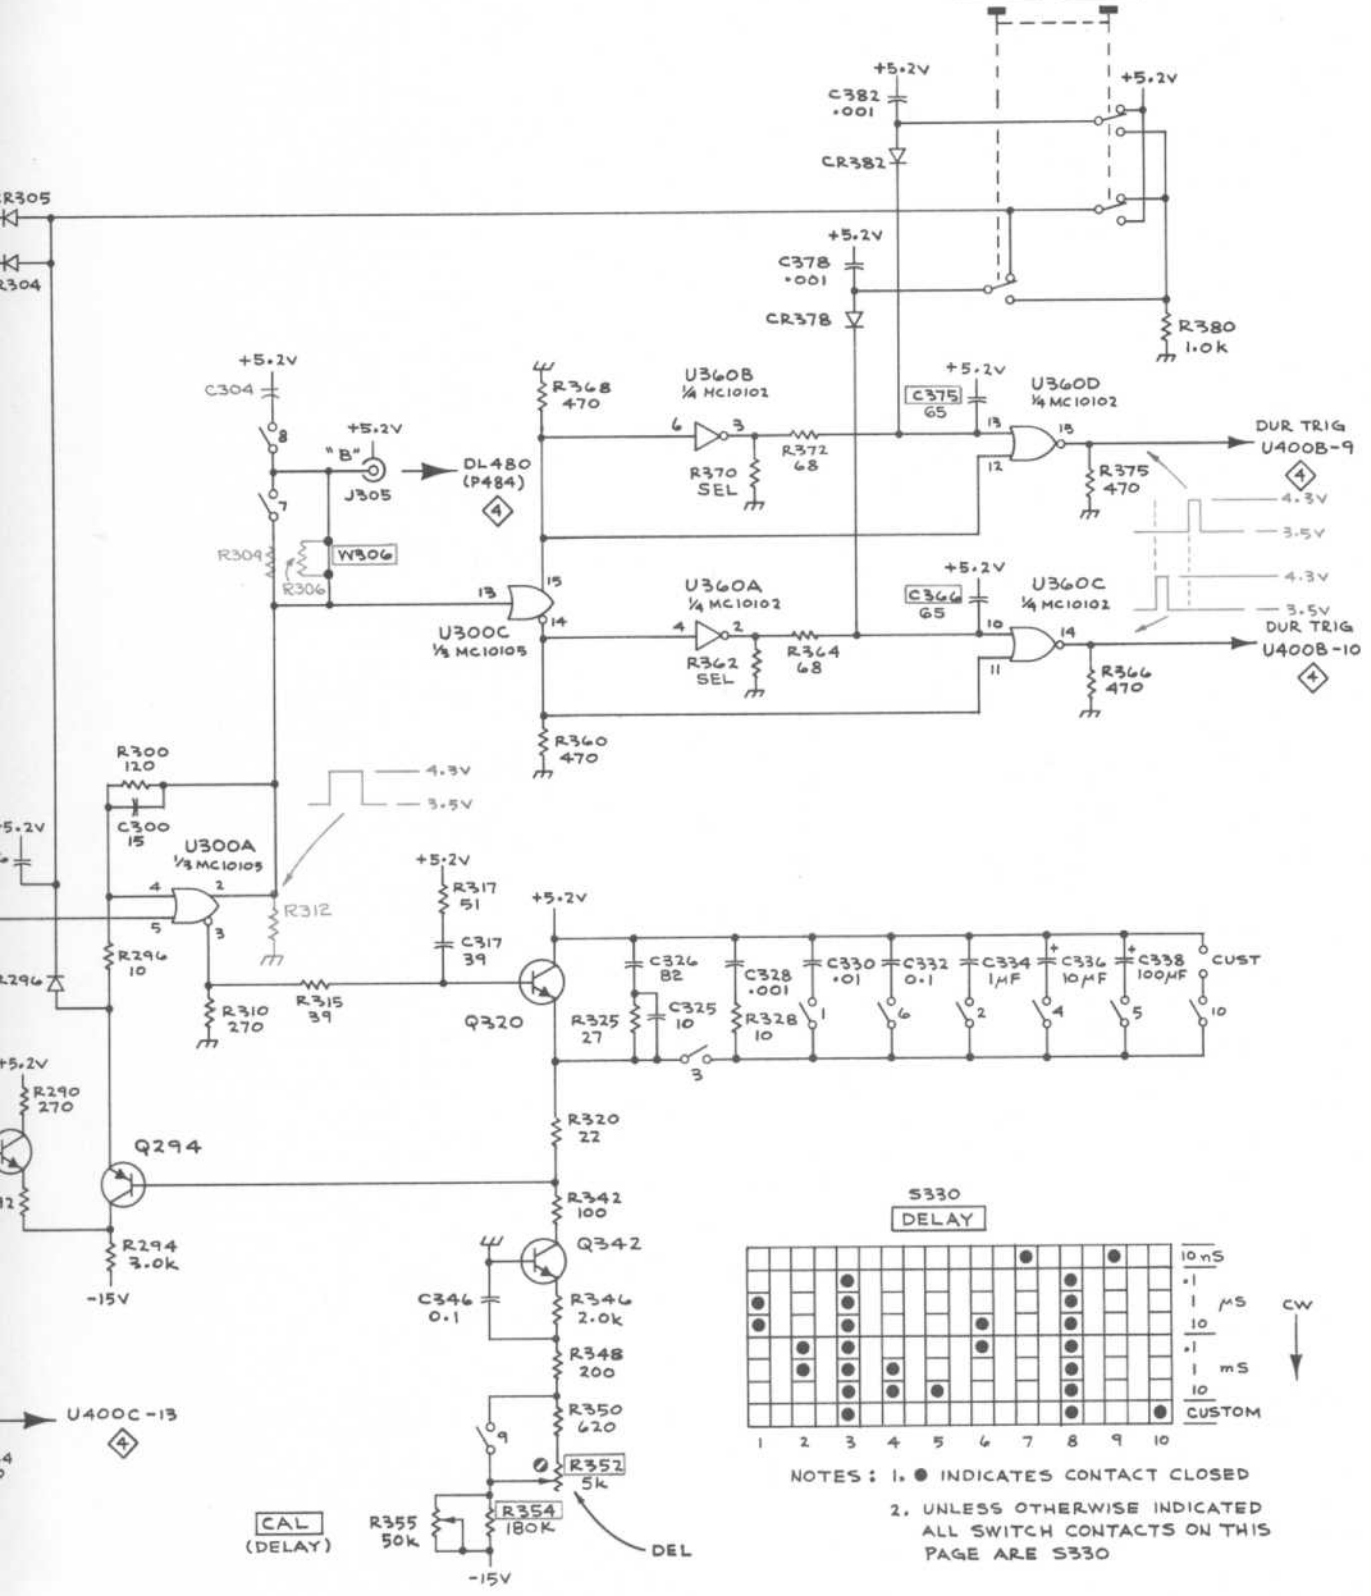 +5.2V
C382
.001
+5.2V
CR382
CR305
+5.2V
C378
.001
R304
CR378
R380
1.0K
+5.2V
C304
8
+5.2V
"B"
J305
DL480
(P484)
4
7
R304
R306
W306
R368
470
U360B
¼ MC10102
6
3
R370
SEL
R372
68
+5.2V
C375
65
U360D
¼ MC10102
13
12
15
R375
470
DUR TRIG
U400B-9
4
4.3V
3.5V
4.3V
3.5V
13
15
14
U300C
⅓ MC10105
U360A
¼ MC10102
4
2
R362
SEL
R364
68
+5.2V
C366
65
U360C
¼ MC10102
10
11
14
R366
470
DUR TRIG
U400B-10
4
R360
470
R300
120
C300
15
4.3V
3.5V
+5.2V
U300A
⅓ MC10105
4
2
5
3
R312
R296
10
R310
270
R315
39
+5.2V
R317
51
C317
39
+5.2V
Q320
C326
82
R325
27
C325
10
3
C328
.001
R328
10
C330
.01
1
C332
0.1
6
C334
1µF
2
C336
10µF
4
C338
100µF
5
CUST
10
+5.2V
R290
270
Q294
R294
3.0K
-15V
R320
22
R342
100
Q342
C346
0.1
R346
2.0K
R348
200
R350
620
9
R352
5K
R354
180K
R355
50K
-15V
DEL
CAL
(DELAY)
U400C-13
4
S330
DELAY
10 nS
.1
1 µS
10
.1
1 mS
10
CUSTOM
CW
1 2 3 4 5 6 7 8 9 10
NOTES: 1. ● INDICATES CONTACT CLOSED
2. UNLESS OTHERWISE INDICATED
ALL SWITCH CONTACTS ON THIS
PAGE ARE S330